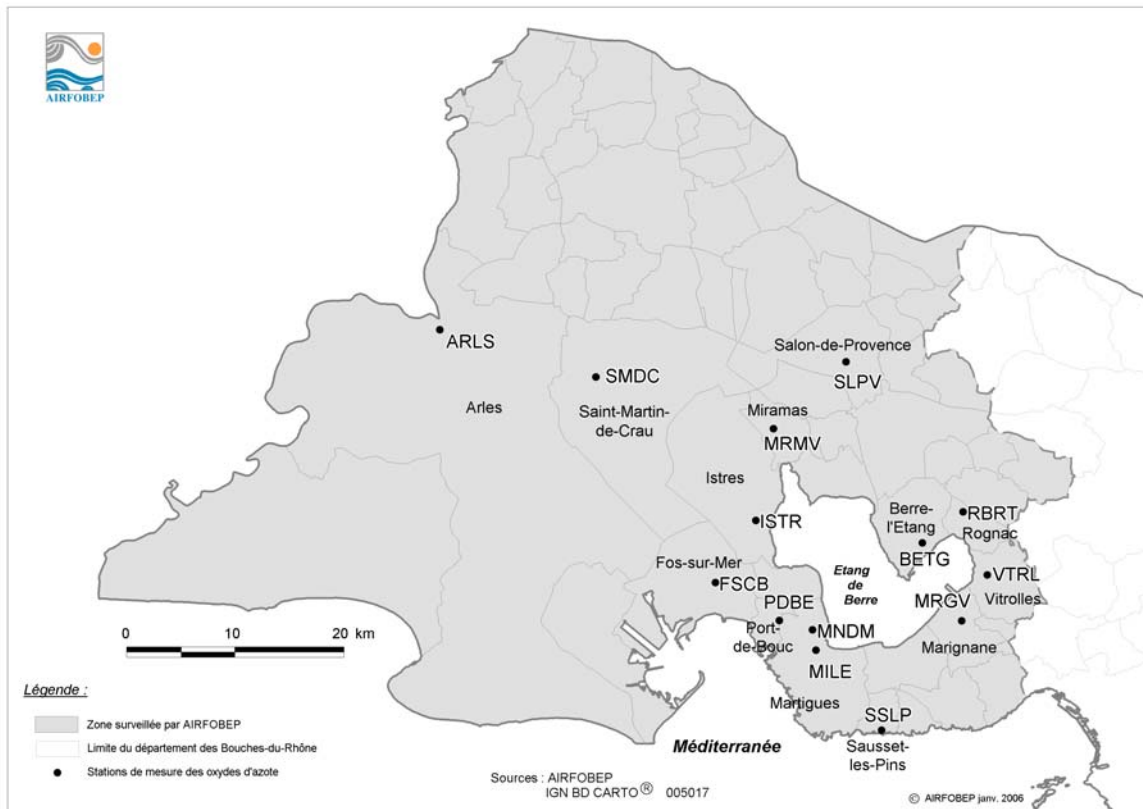 AIRFOBEP
ARLS
Arles
SMDC
Saint-Martin-
de-Crau
Salon-de-Provence
SLPV
Miramas
MRMV
Istres
ISTR
Berre-
l'Etang
BETG
RBRT
Rognac
Fos-sur-Mer
FSCB
PDBE
Port-
de-Bouc
Etang
de
Berre
MNDM
MILE
Martigues
MRGV
Marignane
VTRL
Vitrolles
SSLP
Sausset-
les-Pins
Méditerranée
0 10 20 km
Légende :
Zone surveillée par AIRFOBEP
Limite du département des Bouches-du-Rhône
Stations de mesure des oxydes d'azote
Sources : AIRFOBEP
IGN BD CARTO ® 005017
© AIRFOBEP janv. 2006